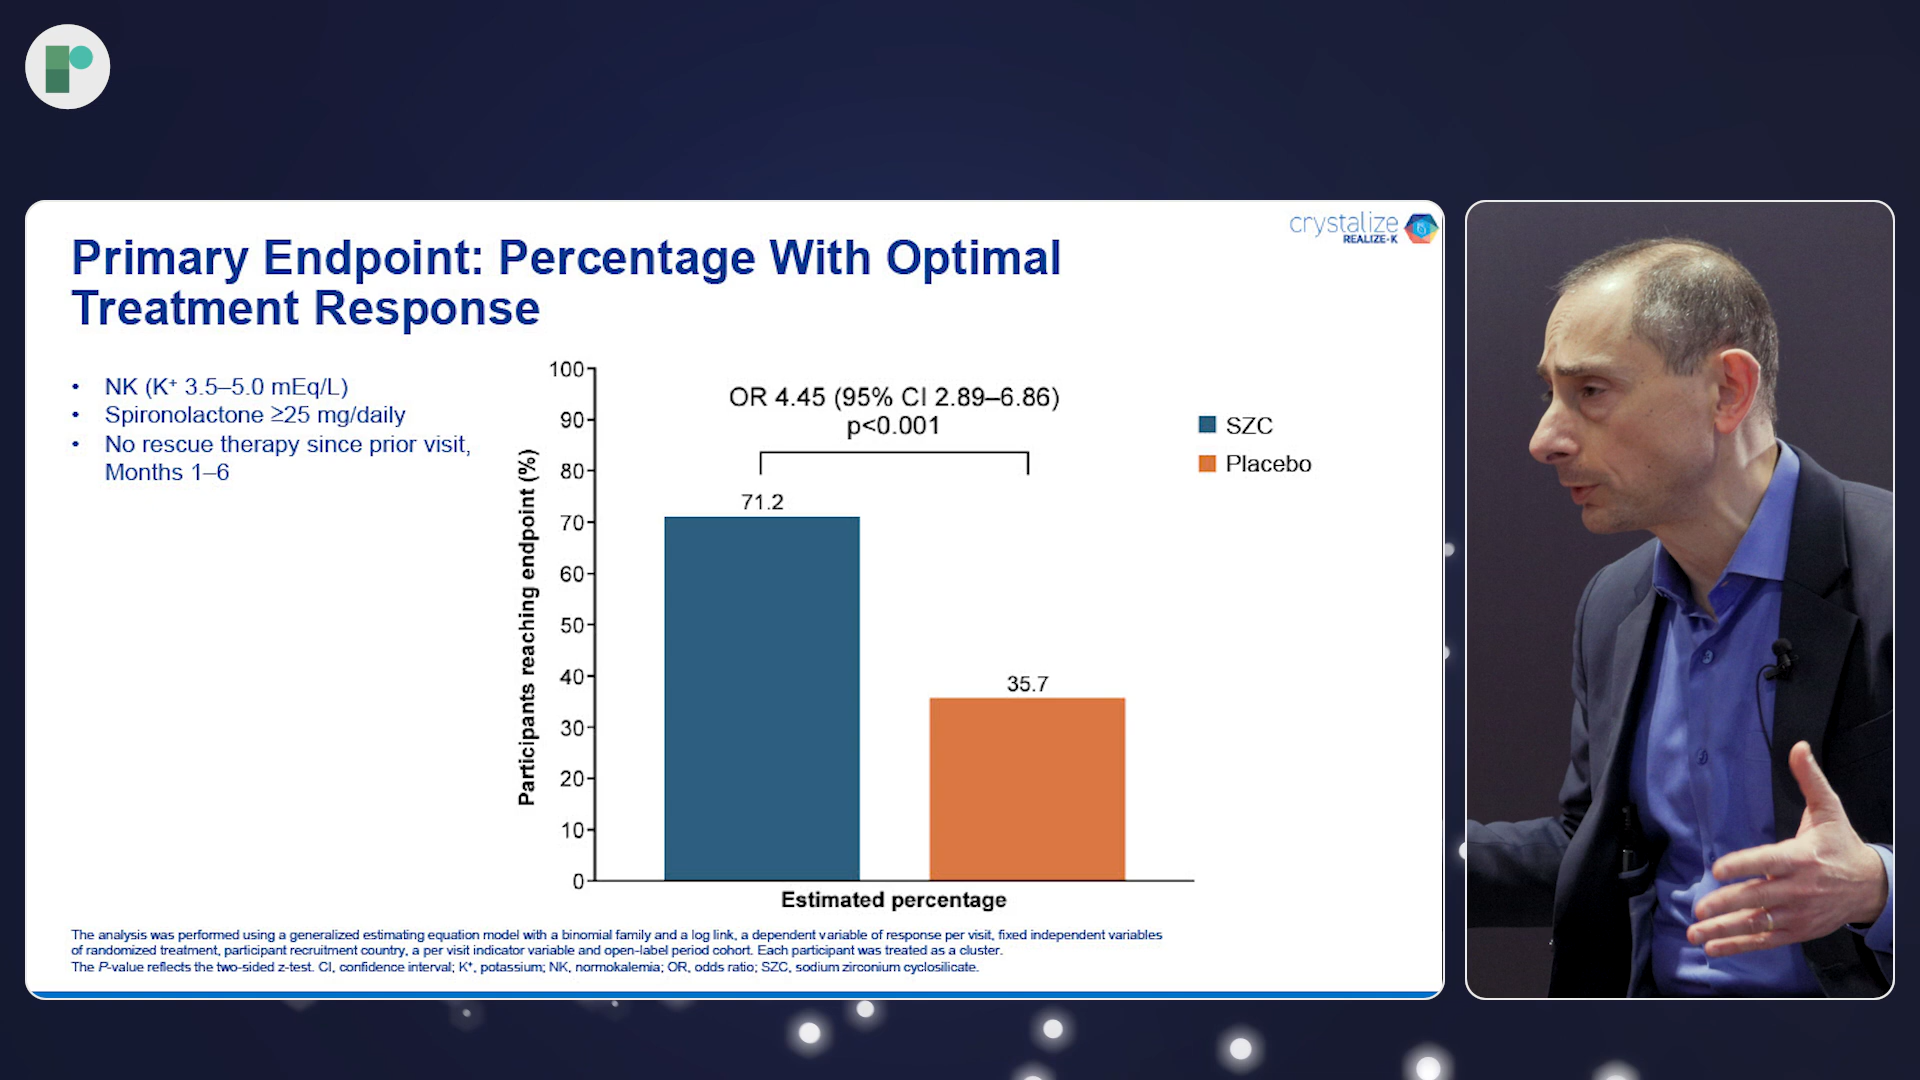 crystalize
REALIZE-K
Primary Endpoint: Percentage With Optimal
Treatment Response
• NK (K⁺ 3.5–5.0 mEq/L)
• Spironolactone ≥25 mg/daily
• No rescue therapy since prior visit,
Months 1–6
Participants reaching endpoint (%)
100
90
80
70
60
50
40
30
20
10
0
OR 4.45 (95% CI 2.89–6.86)
p<0.001
71.2
35.7
SZC
Placebo
Estimated percentage
The analysis was performed using a generalized estimating equation model with a binomial family and a log link, a dependent variable of response per visit, fixed independent variables
of randomized treatment, participant recruitment country, a per visit indicator variable and open-label period cohort. Each participant was treated as a cluster.
The P-value reflects the two-sided z-test. CI, confidence interval; K⁺, potassium; NK, normokalemia; OR, odds ratio; SZC, sodium zirconium cyclosilicate.